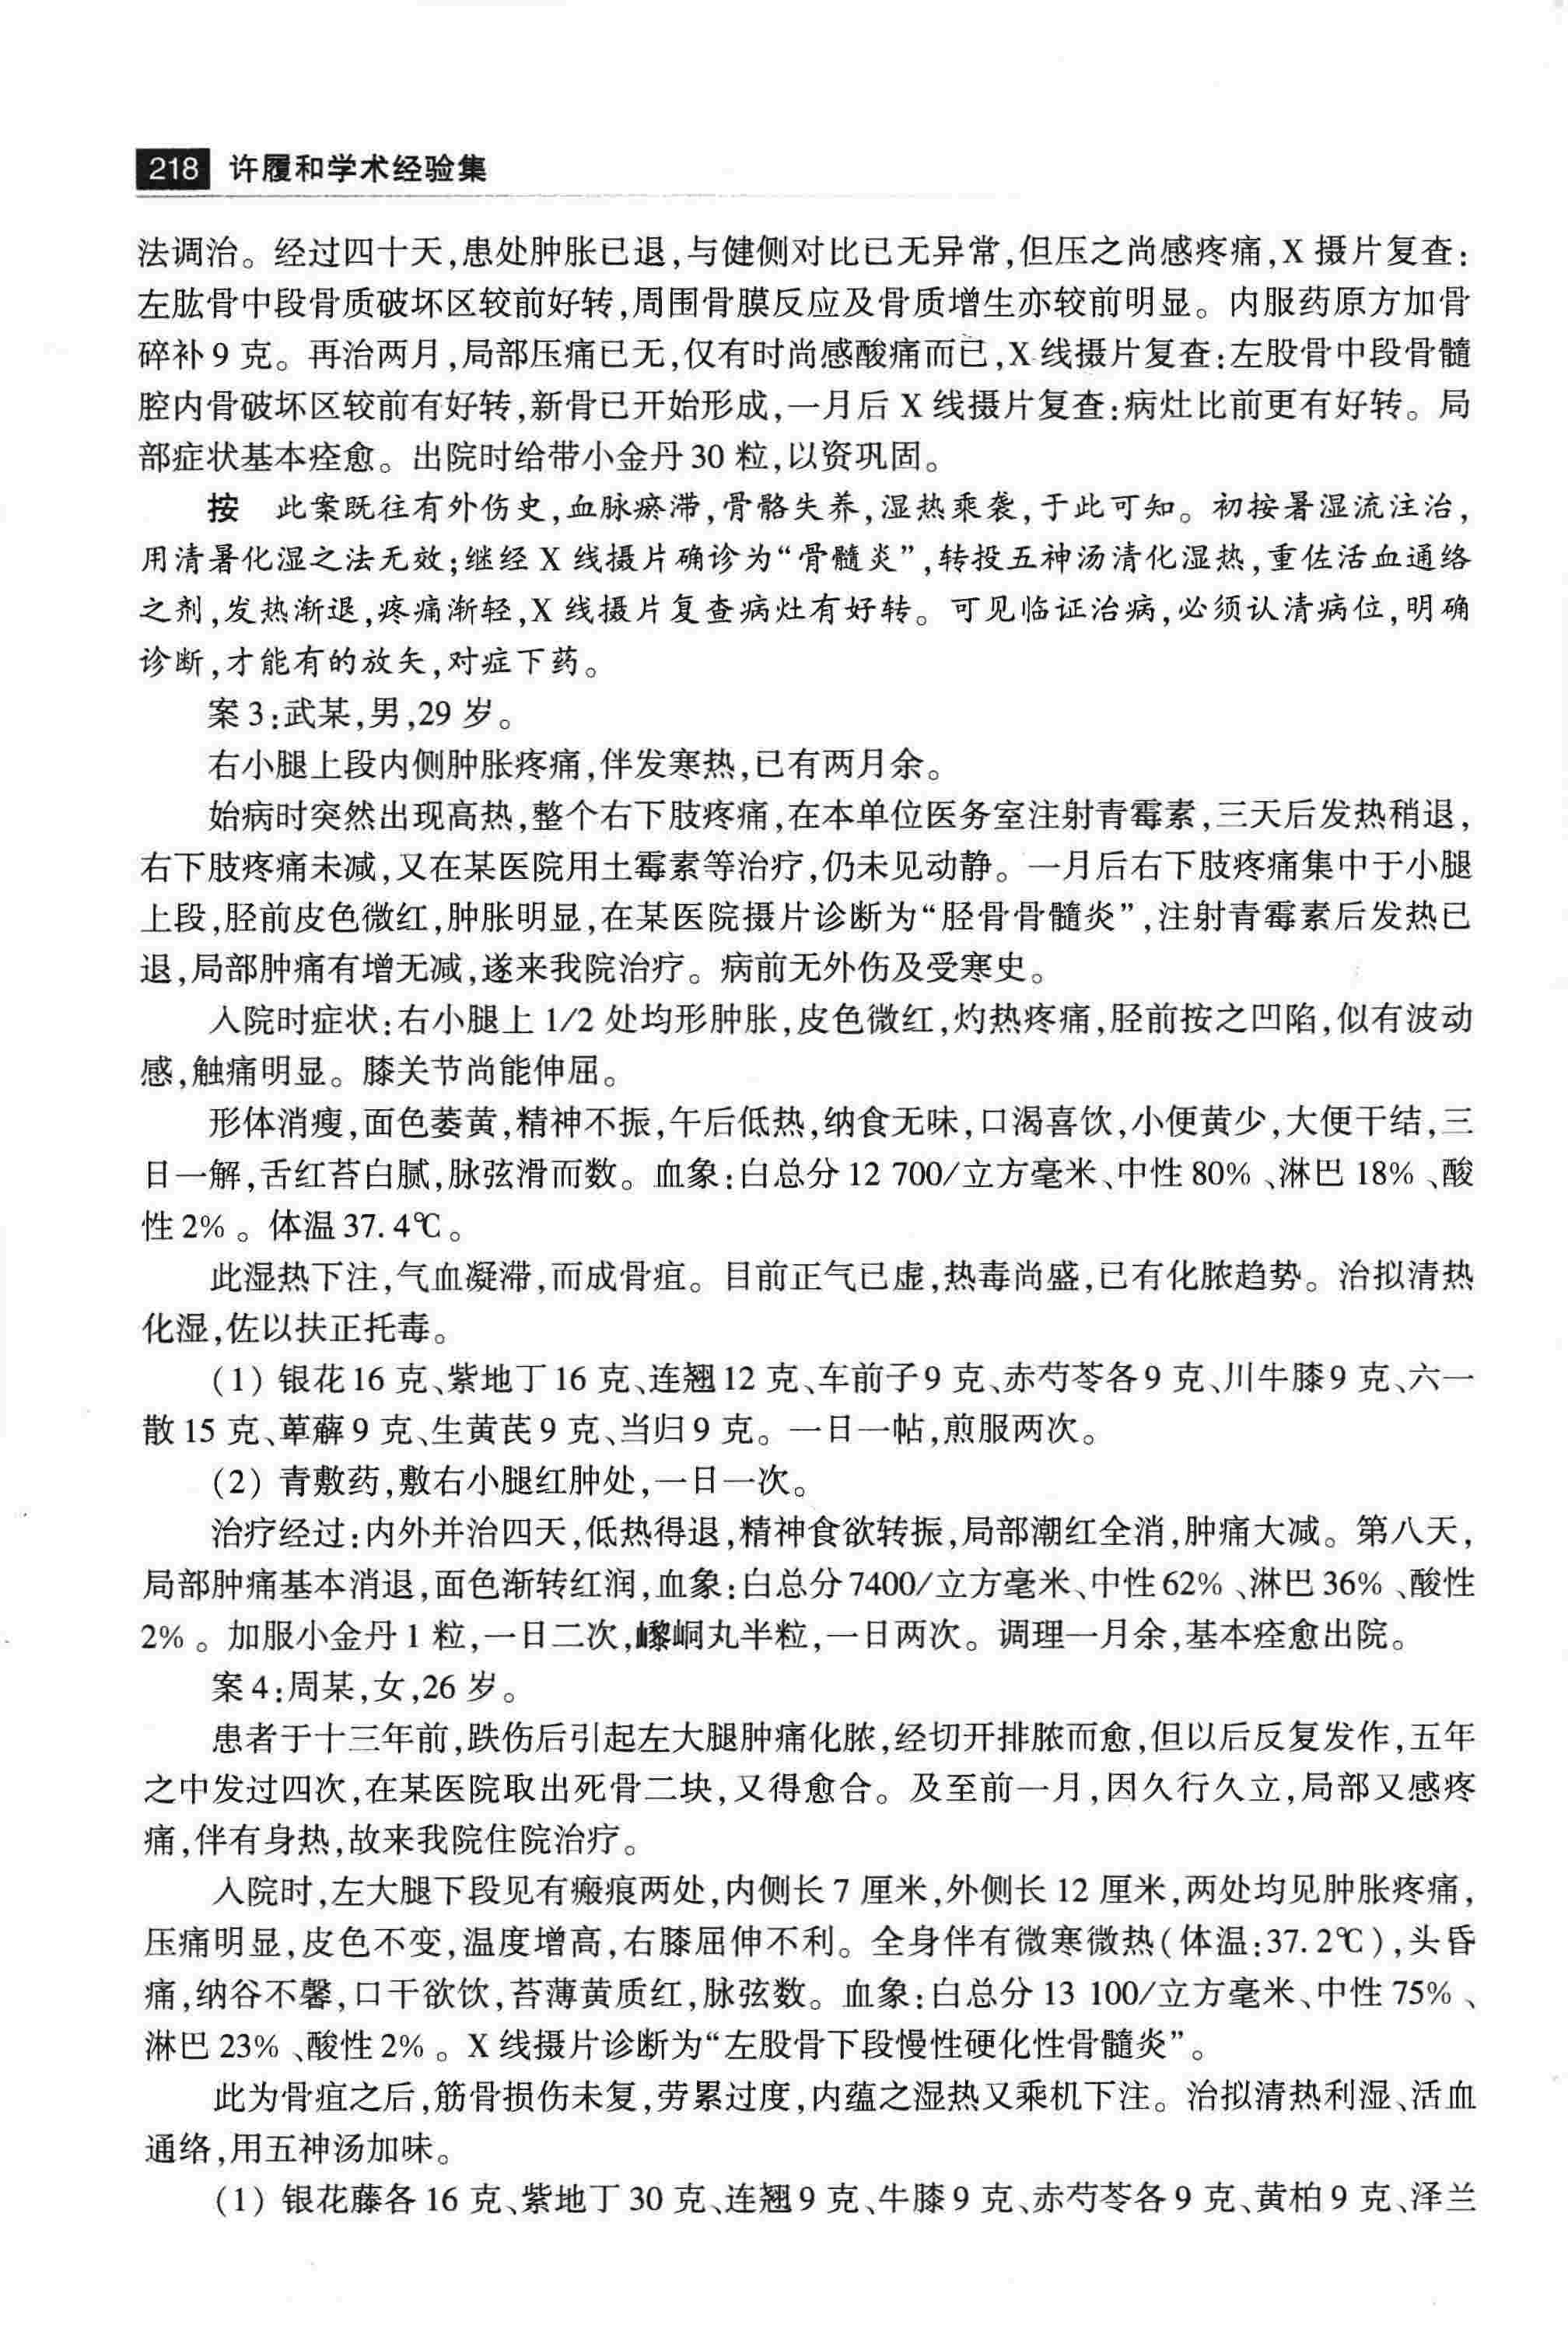 218 许履和学术经验集
法调治。经过四十天,患处肿胀已退,与健侧对比已无异常,但压之尚感疼痛,X 摄片复查:
左肱骨中段骨质破坏区较前好转,周围骨膜反应及骨质增生亦较前明显。内服药原方加骨
碎补 9 克。再治两月,局部压痛已无,仅有时尚感酸痛而已,X 线摄片复查:左股骨中段骨髓
腔内骨破坏区较前有好转,新骨已开始形成,一月后 X 线摄片复查:病灶比前更有好转。局
部症状基本痊愈。出院时给带小金丹 30 粒,以资巩固。
按 此案既往有外伤史,血脉瘀滞,骨骼失养,湿热乘袭,于此可知。初按暑湿流注治,
用清暑化湿之法无效;继经 X 线摄片确诊为“骨髓炎”,转投五神汤清化湿热,重佐活血通络
之剂,发热渐退,疼痛渐轻,X 线摄片复查病灶有好转。可见临证治病,必须认清病位,明确
诊断,才能有的放矢,对症下药。
案 3:武某,男,29 岁。
右小腿上段内侧肿胀疼痛,伴发寒热,已有两月余。
始病时突然出现高热,整个右下肢疼痛,在本单位医务室注射青霉素,三天后发热稍退,
右下肢疼痛未减,又在某医院用土霉素等治疗,仍未见动静。一月后右下肢疼痛集中于小腿
上段,胫前皮色微红,肿胀明显,在某医院摄片诊断为“胫骨骨髓炎”,注射青霉素后发热已
退,局部肿痛有增无减,遂来我院治疗。病前无外伤及受寒史。
入院时症状:右小腿上 1/2 处均形肿胀,皮色微红,灼热疼痛,胫前按之凹陷,似有波动
感,触痛明显。膝关节尚能伸屈。
形体消瘦,面色萎黄,精神不振,午后低热,纳食无味,口渴喜饮,小便黄少,大便干结,三
日一解,舌红苔白腻,脉弦滑而数。血象:白总分 12 700/立方毫米、中性 80%、淋巴 18%、酸
性 2%。体温 37.4℃。
此湿热下注,气血凝滞,而成骨疽。目前正气已虚,热毒尚盛,已有化脓趋势。治拟清热
化湿,佐以扶正托毒。
(1) 银花 16 克、紫地丁 16 克、连翘 12 克、车前子 9 克、赤芍苓各 9 克、川牛膝 9 克、六一
散 15 克、萆薢 9 克、生黄芪 9 克、当归 9 克。一日一帖,煎服两次。
(2) 青敷药,敷右小腿红肿处,一日一次。
治疗经过:内外并治四天,低热得退,精神食欲转振,局部潮红全消,肿痛大减。第八天,
局部肿痛基本消退,面色渐转红润,血象:白总分 7400/立方毫米、中性 62%、淋巴 36%、酸性
2%。加服小金丹 1 粒,一日二次,㠟峒丸半粒,一日两次。调理一月余,基本痊愈出院。
案 4:周某,女,26 岁。
患者于十三年前,跌伤后引起左大腿肿痛化脓,经切开排脓而愈,但以后反复发作,五年
之中发过四次,在某医院取出死骨二块,又得愈合。及至前一月,因久行久立,局部又感疼
痛,伴有身热,故来我院住院治疗。
入院时,左大腿下段见有瘢痕两处,内侧长 7 厘米,外侧长 12 厘米,两处均见肿胀疼痛,
压痛明显,皮色不变,温度增高,右膝屈伸不利。全身伴有微寒微热(体温:37.2℃),头昏
痛,纳谷不馨,口干欲饮,苔薄黄质红,脉弦数。血象:白总分 13 100/立方毫米、中性 75%、
淋巴 23%、酸性 2%。X 线摄片诊断为“左股骨下段慢性硬化性骨髓炎”。
此为骨疽之后,筋骨损伤未复,劳累过度,内蕴之湿热又乘机下注。治拟清热利湿、活血
通络,用五神汤加味。
(1) 银花藤各 16 克、紫地丁 30 克、连翘 9 克、牛膝 9 克、赤芍苓各 9 克、黄柏 9 克、泽兰